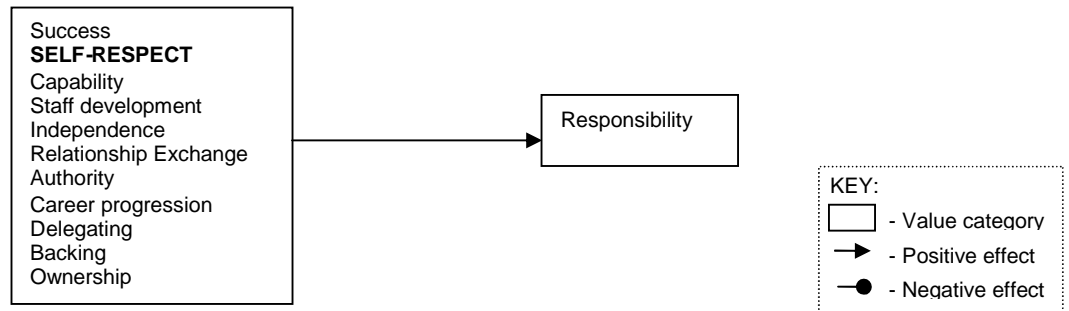 Success
SELF-RESPECT
Capability
Staff development
Independence
Relationship Exchange
Authority
Career progression
Delegating
Backing
Ownership
Responsibility
KEY:
- Value category
- Positive effect
- Negative effect